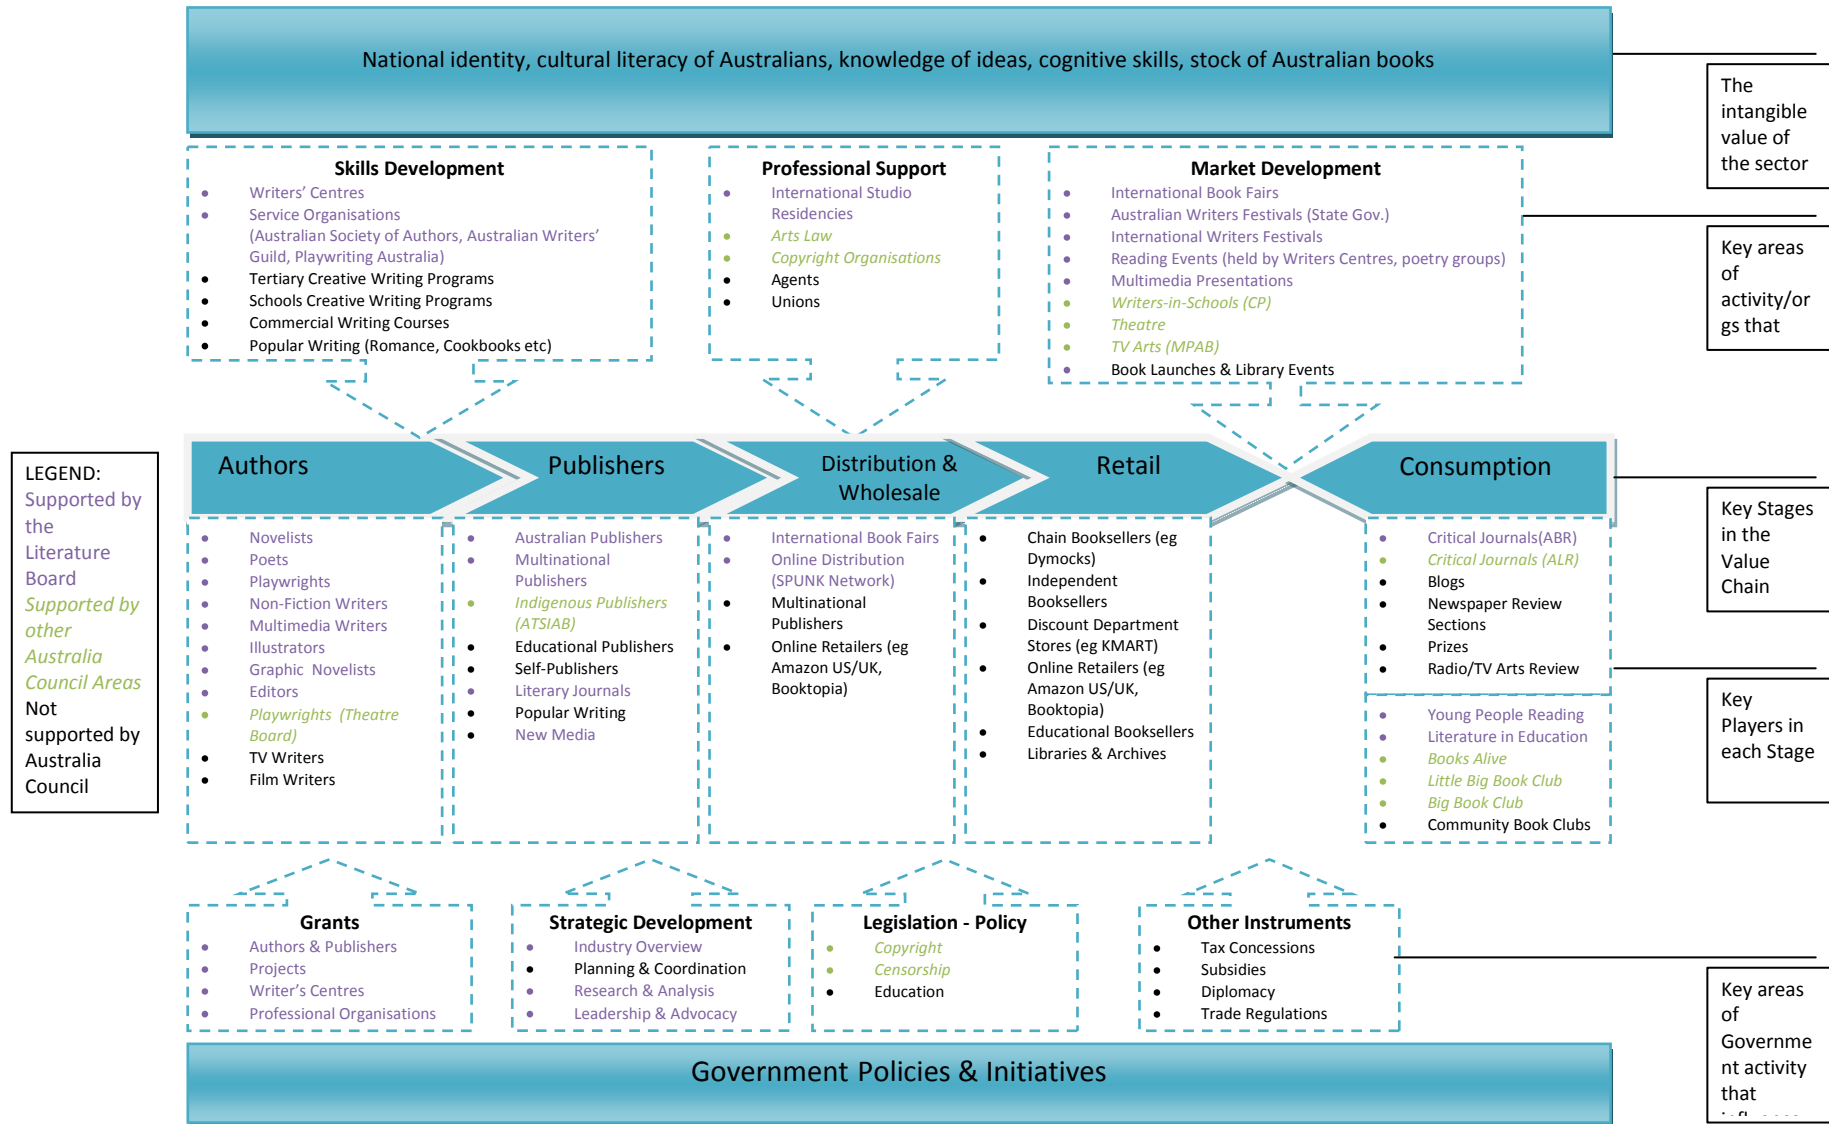 National identity, cultural literacy of Australians, knowledge of ideas, cognitive skills, stock of Australian books
The
intangible
value of
the sector
Skills Development
Writers' Centres
Service Organisations
(Australian Society of Authors, Australian Writers'
Guild, Playwriting Australia)
Tertiary Creative Writing Programs
Schools Creative Writing Programs
Commercial Writing Courses
Popular Writing (Romance, Cookbooks etc)
Professional Support
International Studio
Residencies
Arts Law
Copyright Organisations
Agents
Unions
Market Development
International Book Fairs
Australian Writers Festivals (State Gov.)
International Writers Festivals
Reading Events (held by Writers Centres, poetry groups)
Multimedia Presentations
Writers-in-Schools (CP)
Theatre
TV Arts (MPAB)
Book Launches & Library Events
Key areas
of
activity/or
gs that
LEGEND:
Supported by
the
Literature
Board
Supported by
other
Australia
Council Areas
Not
supported by
Australia
Council
Authors
Publishers
Distribution &
Wholesale
Retail
Consumption
Key Stages
in the
Value
Chain
Novelists
Poets
Playwrights
Non-Fiction Writers
Multimedia Writers
Illustrators
Graphic Novelists
Editors
Playwrights (Theatre
Board)
TV Writers
Film Writers
Australian Publishers
Multinational
Publishers
Indigenous Publishers
(ATSIAB)
Educational Publishers
Self-Publishers
Literary Journals
Popular Writing
New Media
International Book Fairs
Online Distribution
(SPUNK Network)
Multinational
Publishers
Online Retailers (eg
Amazon US/UK,
Booktopia)
Chain Booksellers (eg
Dymocks)
Independent
Booksellers
Discount Department
Stores (eg KMART)
Online Retailers (eg
Amazon US/UK,
Booktopia)
Educational Booksellers
Libraries & Archives
Critical Journals(ABR)
Critical Journals (ALR)
Blogs
Newspaper Review
Sections
Prizes
Radio/TV Arts Review
Young People Reading
Literature in Education
Books Alive
Little Big Book Club
Big Book Club
Community Book Clubs
Key
Players in
each Stage
Grants
Authors & Publishers
Projects
Writer's Centres
Professional Organisations
Strategic Development
Industry Overview
Planning & Coordination
Research & Analysis
Leadership & Advocacy
Legislation - Policy
Copyright
Censorship
Education
Other Instruments
Tax Concessions
Subsidies
Diplomacy
Trade Regulations
Key areas
of
Governme
nt activity
that
Government Policies & Initiatives